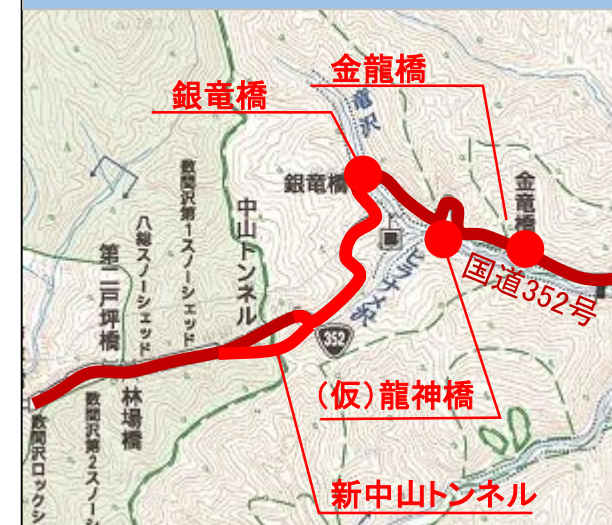 金龍橋
銀竜橋
竜沢
銀竜橋
金竜橋
数間沢第1スノーシェッド
中山トンネル
八総スノーシェッド
第二戸坪橋
ヒラナメ沢
国道352号
352
(仮)龍神橋
林場橋
数間沢第2スノーシ
数間沢ロックシ
新中山トンネル